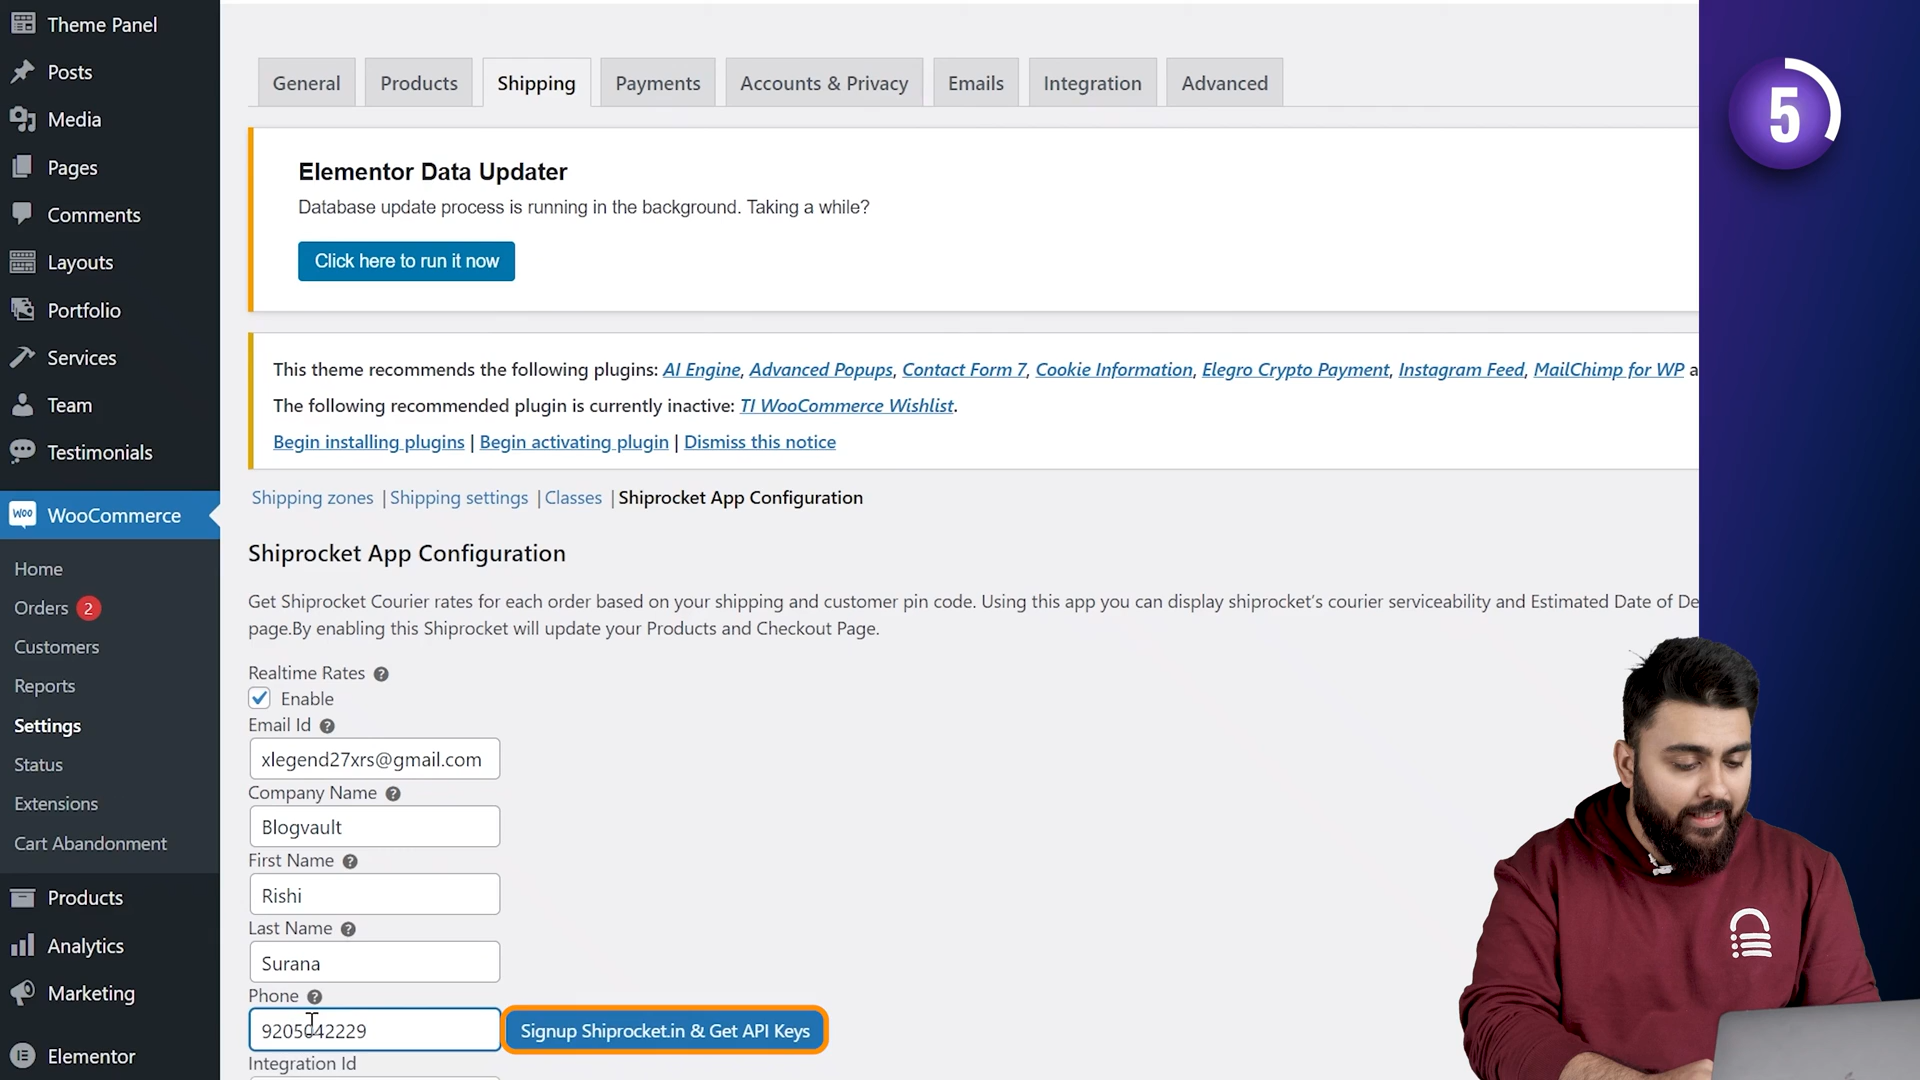 Theme Panel
Posts
Media
Pages
Comments
Layouts
Portfolio
Services
Team
Testimonials
WOO WooCommerce
Home
Orders 2
Customers
Reports
Settings
Status
Extensions
Cart Abandonment
Products
Analytics
Marketing
Elementor
General Products Shipping Payments Accounts & Privacy Emails Integration Advanced
Elementor Data Updater
Database update process is running in the background. Taking a while?
Click here to run it now
This theme recommends the following plugins: AI Engine, Advanced Popups, Contact Form 7, Cookie Information, Elegro Crypto Payment, Instagram Feed, MailChimp for WP a
The following recommended plugin is currently inactive: TI WooCommerce Wishlist.
Begin installing plugins | Begin activating plugin | Dismiss this notice
Shipping zones | Shipping settings | Classes | Shiprocket App Configuration
Shiprocket App Configuration
Get Shiprocket Courier rates for each order based on your shipping and customer pin code. Using this app you can display shiprocket's courier serviceability and Estimated Date of De
page.By enabling this Shiprocket will update your Products and Checkout Page.
Realtime Rates ?
Enable
Email Id ?
xlegend27xrs@gmail.com
Company Name ?
Blogvault
First Name ?
Rishi
Last Name ?
Surana
Phone ?
9205042229 Signup Shiprocket.in & Get API Keys
Integration Id
5